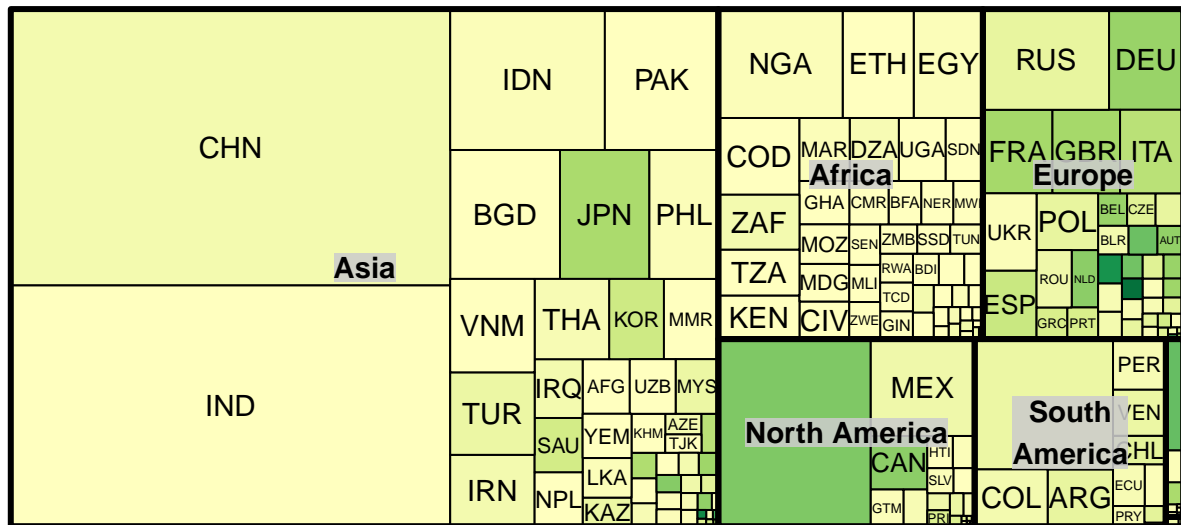 CHN
IND
Asia
IDN
PAK
BGD
JPN
PHL
VNM
THA
KOR
MMR
TUR
IRQ
AFG
UZB
MYS
SAU
YEM
KHM
AZE
TJK
IRN
NPL
LKA
KAZ
NGA
ETH
EGY
COD
MAR
DZA
UGA
SDN
Africa
ZAF
GHA
CMR
BFA
NER
MWI
TZA
MOZ
SEN
ZMB
SSD
TUN
KEN
MDG
MLI
RWA
BDI
TCD
CIV
ZWE
GIN
RUS
DEU
FRA
GBR
ITA
Europe
UKR
POL
BEL
CZE
BLR
AUT
ESP
ROU
NLD
GRC
PRT
MEX
North America
CAN
HTI
SLV
GTM
PRI
South
America
PER
VEN
CHL
COL
ARG
ECU
PRY